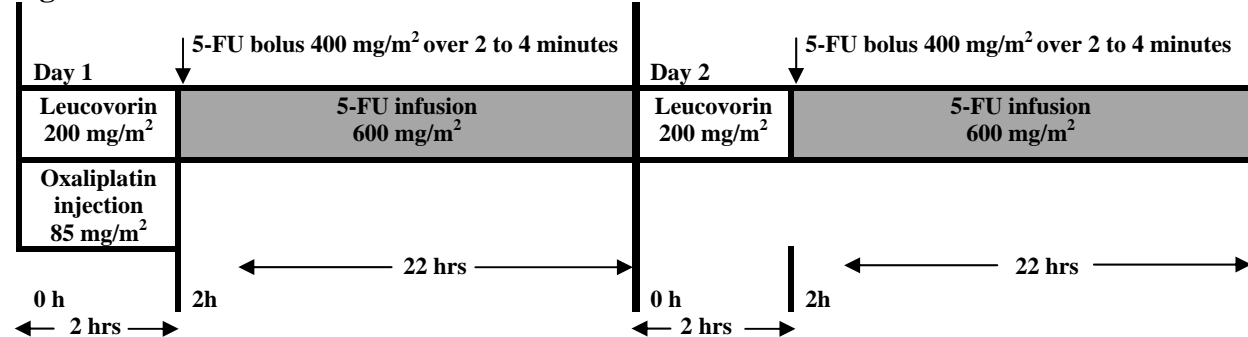 5-FU bolus 400 mg/m² over 2 to 4 minutes
5-FU bolus 400 mg/m² over 2 to 4 minutes
Day 1
Day 2
Leucovorin
200 mg/m²
5-FU infusion
600 mg/m²
Leucovorin
200 mg/m²
5-FU infusion
600 mg/m²
Oxaliplatin
injection
85 mg/m²
22 hrs
22 hrs
0 h
2h
0 h
2h
2 hrs
2 hrs